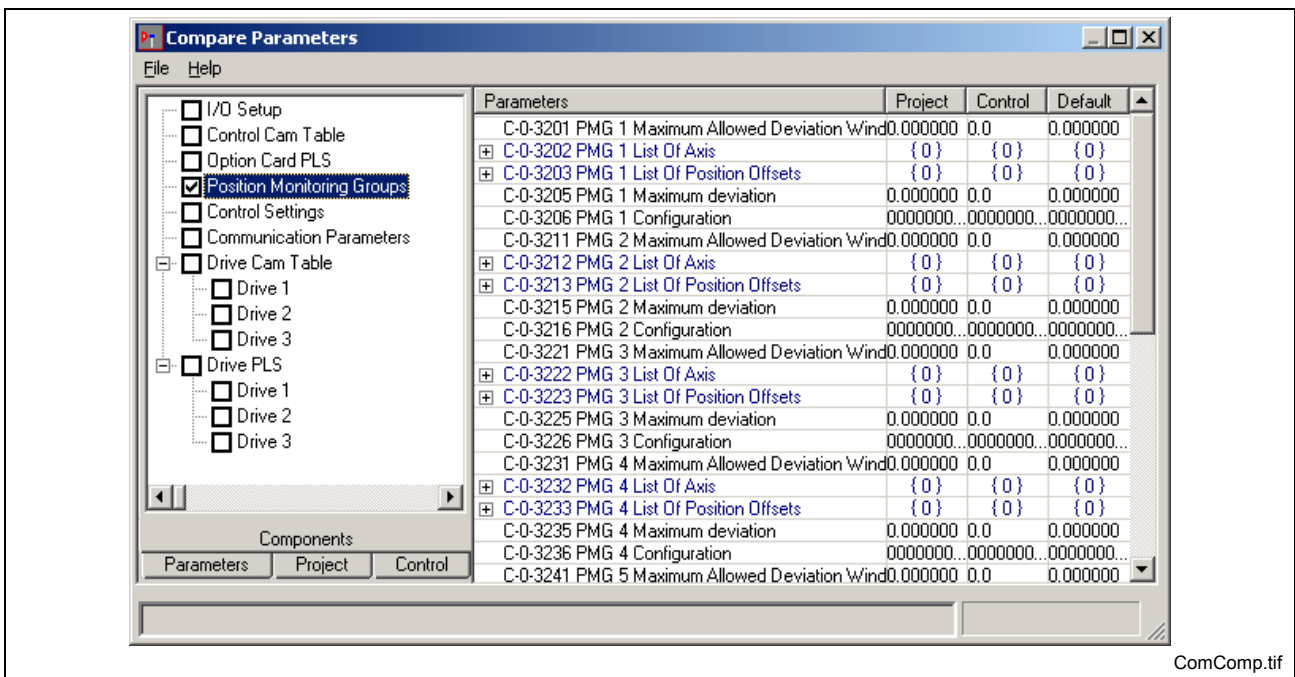 Compare Parameters
File Help
I/O Setup
Control Cam Table
Option Card PLS
Position Monitoring Groups
Control Settings
Communication Parameters
Drive Cam Table
Drive 1
Drive 2
Drive 3
Drive PLS
Drive 1
Drive 2
Drive 3
Components
Parameters Project Control
Parameters Project Control Default
C-0-3201 PMG 1 Maximum Allowed Deviation Wind 0.000000 0.0 0.000000
C-0-3202 PMG 1 List Of Axis { 0 } { 0 } { 0 }
C-0-3203 PMG 1 List Of Position Offsets { 0 } { 0 } { 0 }
C-0-3205 PMG 1 Maximum deviation 0.000000 0.0 0.000000
C-0-3206 PMG 1 Configuration 0000000... 0000000... 0000000...
C-0-3211 PMG 2 Maximum Allowed Deviation Wind 0.000000 0.0 0.000000
C-0-3212 PMG 2 List Of Axis { 0 } { 0 } { 0 }
C-0-3213 PMG 2 List Of Position Offsets { 0 } { 0 } { 0 }
C-0-3215 PMG 2 Maximum deviation 0.000000 0.0 0.000000
C-0-3216 PMG 2 Configuration 0000000... 0000000... 0000000...
C-0-3221 PMG 3 Maximum Allowed Deviation Wind 0.000000 0.0 0.000000
C-0-3222 PMG 3 List Of Axis { 0 } { 0 } { 0 }
C-0-3223 PMG 3 List Of Position Offsets { 0 } { 0 } { 0 }
C-0-3225 PMG 3 Maximum deviation 0.000000 0.0 0.000000
C-0-3226 PMG 3 Configuration 0000000... 0000000... 0000000...
C-0-3231 PMG 4 Maximum Allowed Deviation Wind 0.000000 0.0 0.000000
C-0-3232 PMG 4 List Of Axis { 0 } { 0 } { 0 }
C-0-3233 PMG 4 List Of Position Offsets { 0 } { 0 } { 0 }
C-0-3235 PMG 4 Maximum deviation 0.000000 0.0 0.000000
C-0-3236 PMG 4 Configuration 0000000... 0000000... 0000000...
C-0-3241 PMG 5 Maximum Allowed Deviation Wind 0.000000 0.0 0.000000
ComComp.tif